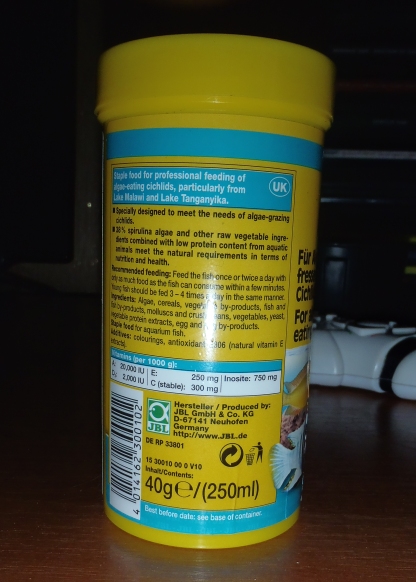 Staple food for professional feeding of
algae-eating cichlids, particularly from
Lake Malawi and Lake Tanganyika.
UK
Specially designed to meet the needs of algae-grazing
cichlids.
spirulina algae and other raw vegetable ingre-
dients combined with low protein content from aquatic
animals meet the natural requirements in terms of
nutrition and health.
Recommended feeding: Feed the fish once or twice a day with
only as much food as the fish can consume within a few minutes.
Young fish should be fed 3 – 4 times a day in the same manner.
Ingredients: Algae, cereals, vegetable by-products, fish and
fish by-products, molluscs and vegetables, yeast,
vegetable protein extracts, egg and by-products.
Staple food for aquarium fish.
Additives: colourings, antioxidant (natural vitamin E
extracts).
Vitamins (per 1000 g):
A: 20,000 IU E: 250 mg Inosite: 750 mg
D3: 2,000 IU C (stable): 300 mg
JBL
Hersteller / Produced by:
JBL GmbH & Co. KG
D-67141 Neuhofen
Germany
http://www.JBL.de
DE RP 33801
15 30010 00 0 V10
Inhalt/Contents:
40g e/(250ml)
4 014162 300102
Best before date: see base of container.
Für
For